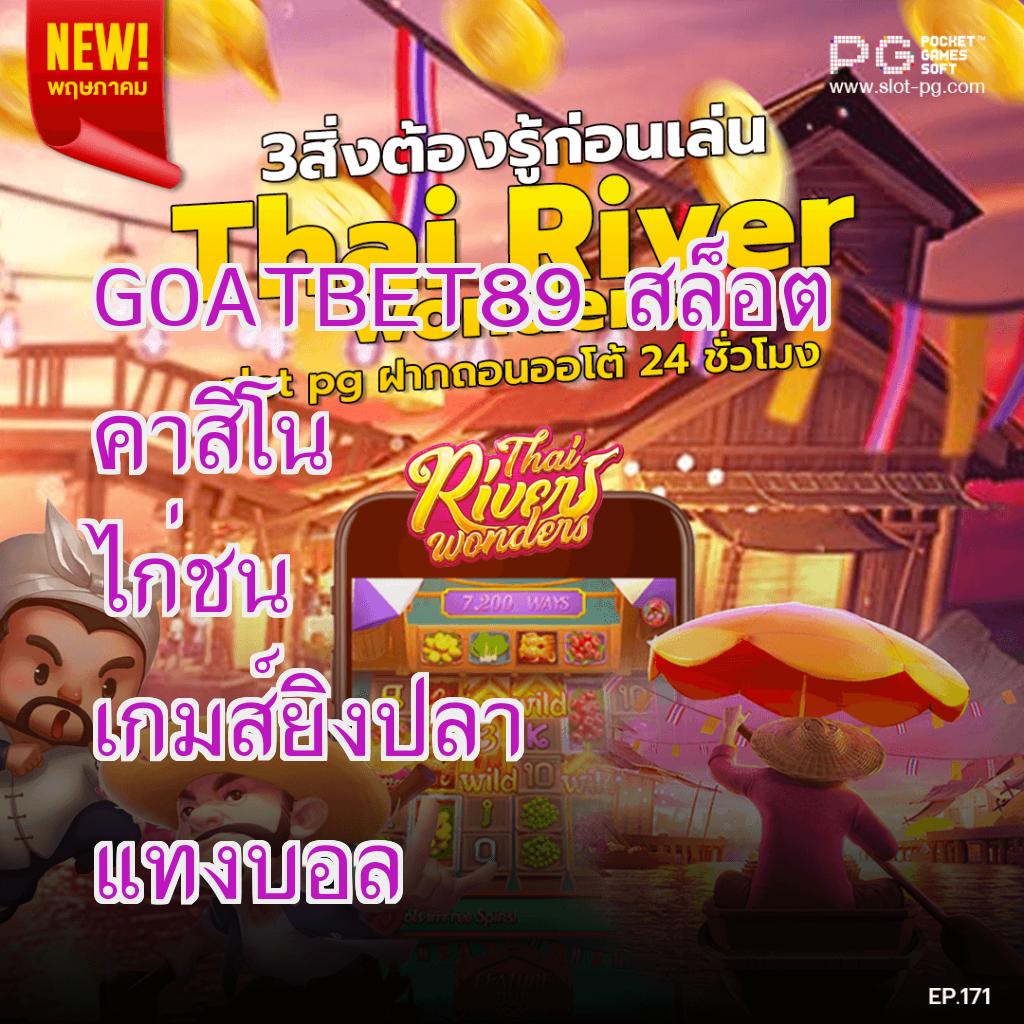 NEW!
พฤษภาคม
PG POCKET GAMES SOFT™
www.slot-pg.com
3สิ่งต้องรู้ก่อนเล่น
Thai River
Wonders
GOATBET89 สล็อต
slot pg ฝากถอนออโต้ 24 ชั่วโมง
คาสีโน
Thai River Wonders
ไก่ชน
7,200 WAYS
เกมส์ยิงปลา
wild
wild 10
แทงบอล
EP.171